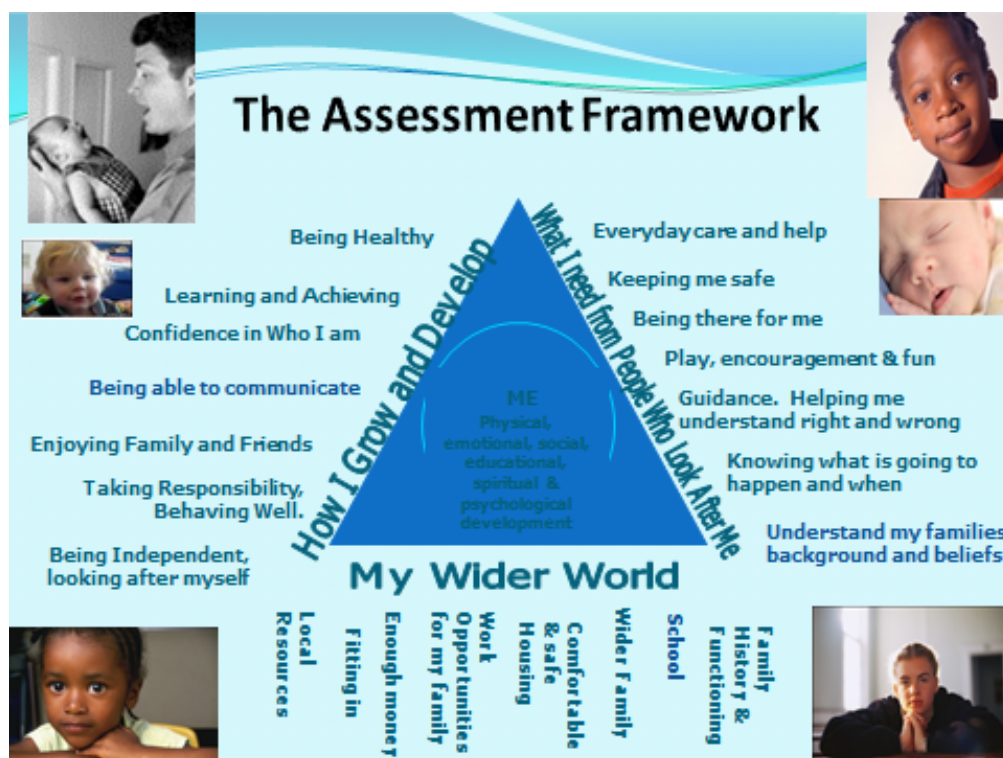 The Assessment Framework
Being Healthy
Learning and Achieving
Confidence in Who I am
Being able to communicate
Enjoying Family and Friends
Taking Responsibility,
Behaving Well.
Being Independent,
looking after myself
How I Grow and Develop
What I need from People Who Look After Me
Everyday care and help
Keeping me safe
Being there for me
Play, encouragement & fun
Guidance. Helping me
understand right and wrong
Knowing what is going to
happen and when
Understand my families
background and beliefs
ME
Physical,
emotional, social,
educational,
spiritual &
psychological
development
My Wider World
Local
Resources
Fitting in
Enough money
Work
Opportunities
for my family
Comfortable
& safe
Housing
Wider Family
School
Family
History &
Functioning